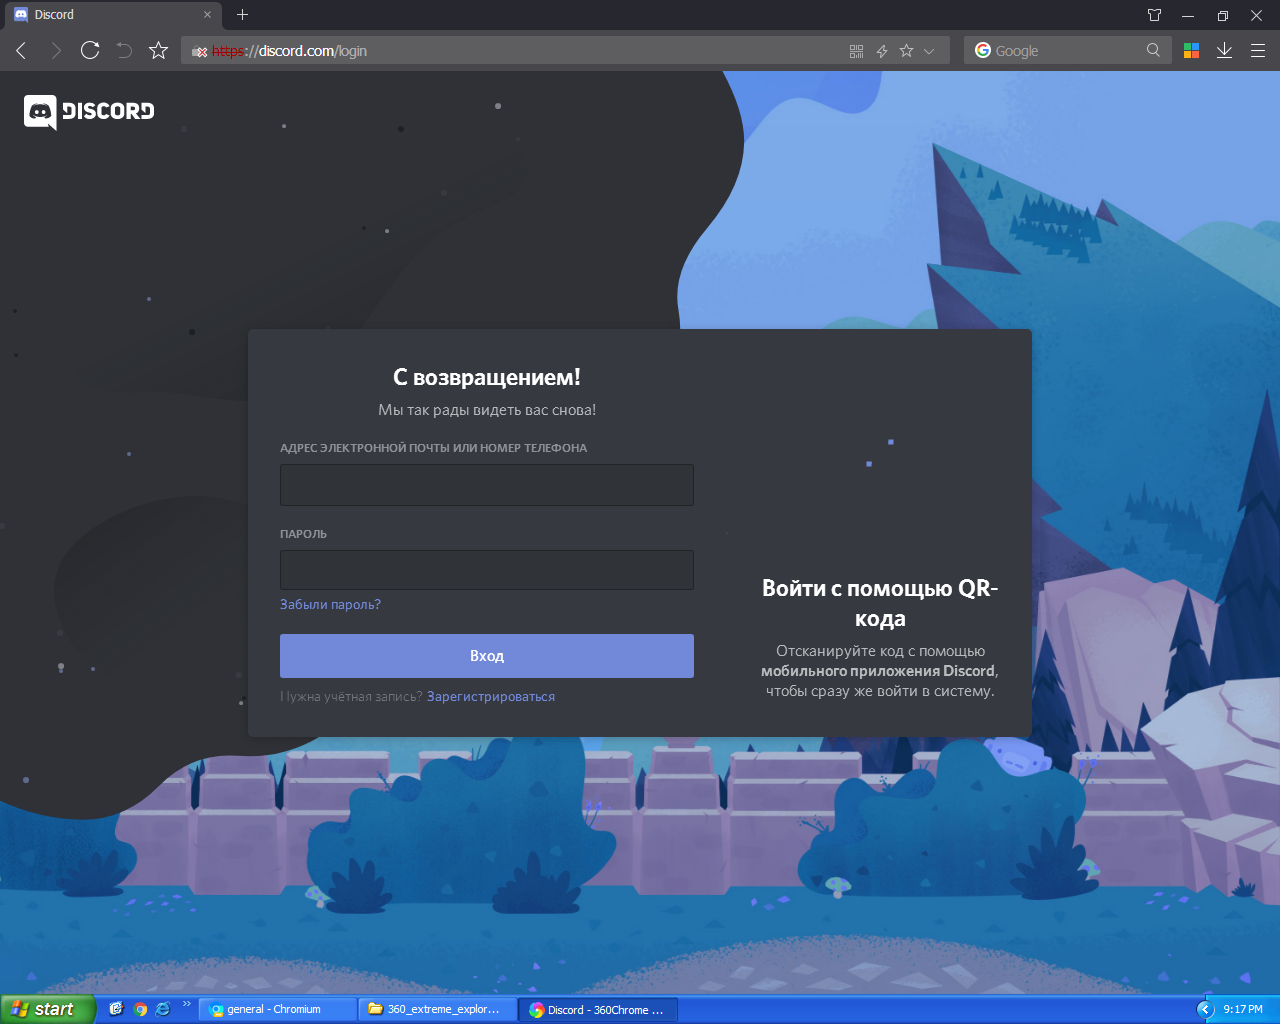 Discord
https://discord.com/login
Google
DISCORD
С возвращением!
Мы так рады видеть вас снова!
АДРЕС ЭЛЕКТРОННОЙ ПОЧТЫ ИЛИ НОМЕР ТЕЛЕФОНА
ПАРОЛЬ
Забыли пароль?
Вход
Нужна учётная запись? Зарегистрироваться
Войти с помощью QR-
кода
Отсканируйте код с помощью
мобильного приложения Discord,
чтобы сразу же войти в систему.
start
general - Chromium
360_extreme_explor...
Discord - 360Chrome ...
9:17 PM